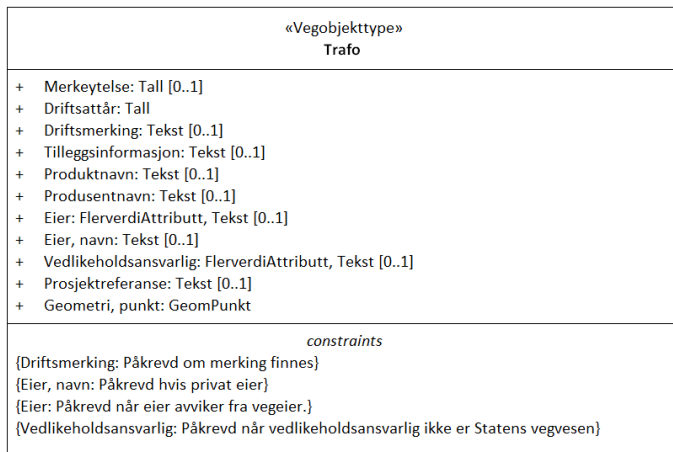 «Vegobjekttype»
Trafo
+ Merkeytelse: Tall [0..1]
+ Driftsattår: Tall
+ Driftsmerking: Tekst [0..1]
+ Tilleggsinformasjon: Tekst [0..1]
+ Produktnavn: Tekst [0..1]
+ Produsentnavn: Tekst [0..1]
+ Eier: FlerverdiAttributt, Tekst [0..1]
+ Eier, navn: Tekst [0..1]
+ Vedlikeholdsansvarlig: FlerverdiAttributt, Tekst [0..1]
+ Prosjektreferanse: Tekst [0..1]
+ Geometri, punkt: GeomPunkt
constraints
{Driftsmerking: Påkrevd om merking finnes}
{Eier, navn: Påkrevd hvis privat eier}
{Eier: Påkrevd når eier avviker fra vegeier.}
{Vedlikeholdsansvarlig: Påkrevd når vedlikeholdsansvarlig ikke er Statens vegvesen}